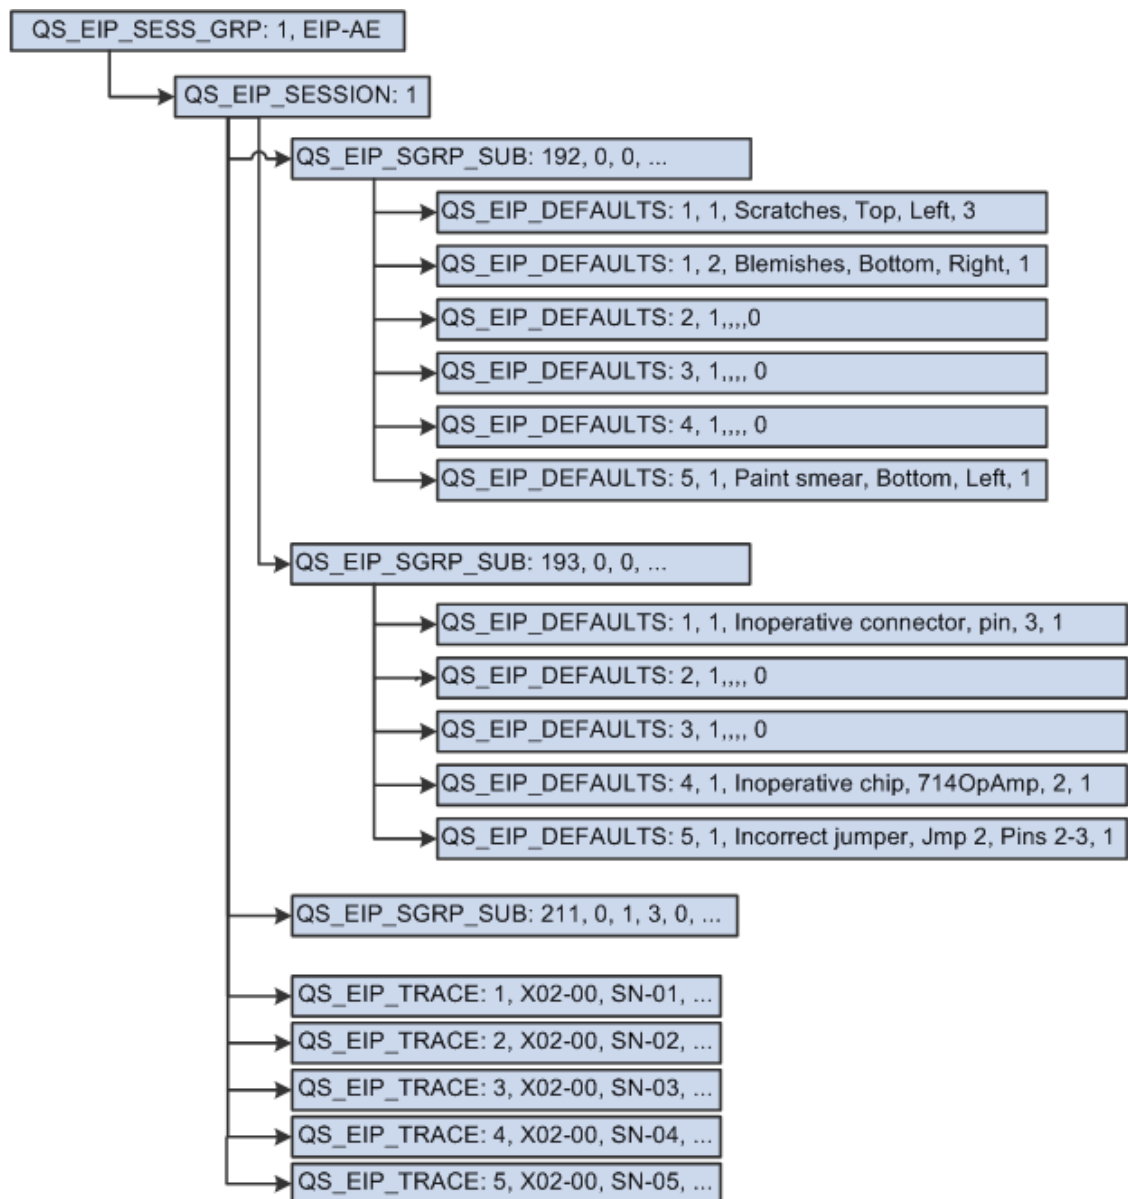 QS_EIP_SESS_GRP: 1, EIP-AE
QS_EIP_SESSION: 1
QS_EIP_SGRP_SUB: 192, 0, 0, ...
QS_EIP_DEFAULTS: 1, 1, Scratches, Top, Left, 3
QS_EIP_DEFAULTS: 1, 2, Blemishes, Bottom, Right, 1
QS_EIP_DEFAULTS: 2, 1,,,,0
QS_EIP_DEFAULTS: 3, 1,,,, 0
QS_EIP_DEFAULTS: 4, 1,,,, 0
QS_EIP_DEFAULTS: 5, 1, Paint smear, Bottom, Left, 1
QS_EIP_SGRP_SUB: 193, 0, 0, ...
QS_EIP_DEFAULTS: 1, 1, Inoperative connector, pin, 3, 1
QS_EIP_DEFAULTS: 2, 1,,,, 0
QS_EIP_DEFAULTS: 3, 1,,,, 0
QS_EIP_DEFAULTS: 4, 1, Inoperative chip, 714OpAmp, 2, 1
QS_EIP_DEFAULTS: 5, 1, Incorrect jumper, Jmp 2, Pins 2-3, 1
QS_EIP_SGRP_SUB: 211, 0, 1, 3, 0, ...
QS_EIP_TRACE: 1, X02-00, SN-01, ...
QS_EIP_TRACE: 2, X02-00, SN-02, ...
QS_EIP_TRACE: 3, X02-00, SN-03, ...
QS_EIP_TRACE: 4, X02-00, SN-04, ...
QS_EIP_TRACE: 5, X02-00, SN-05, ...